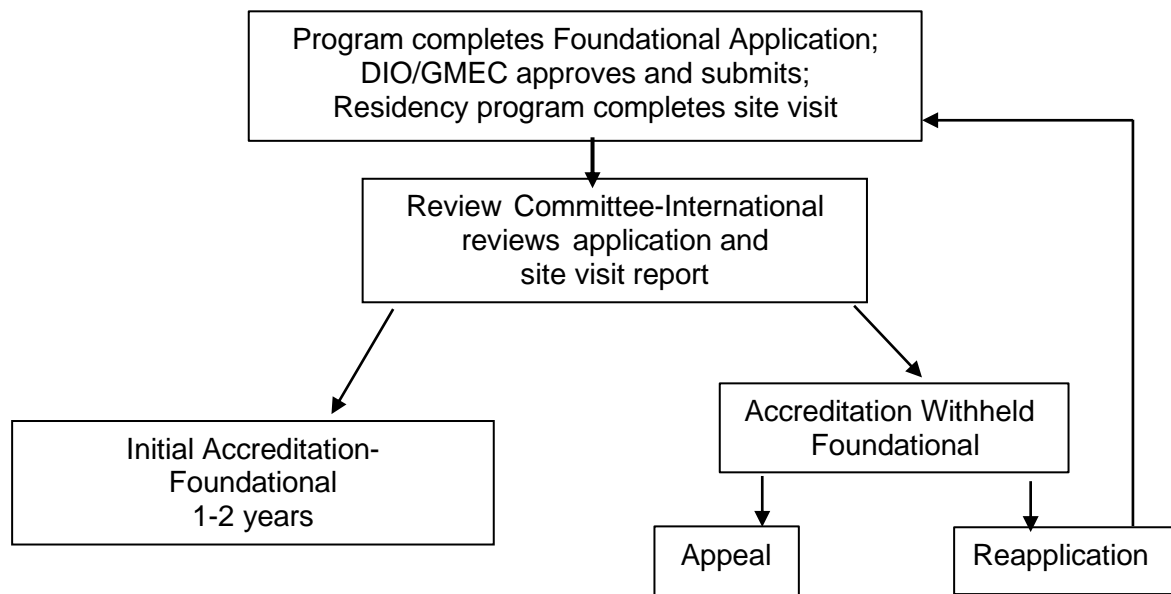 Program completes Foundational Application;
DIO/GMEC approves and submits;
Residency program completes site visit
Review Committee-International
reviews application and
site visit report
Initial Accreditation-
Foundational
1-2 years
Accreditation Withheld
Foundational
Appeal
Reapplication